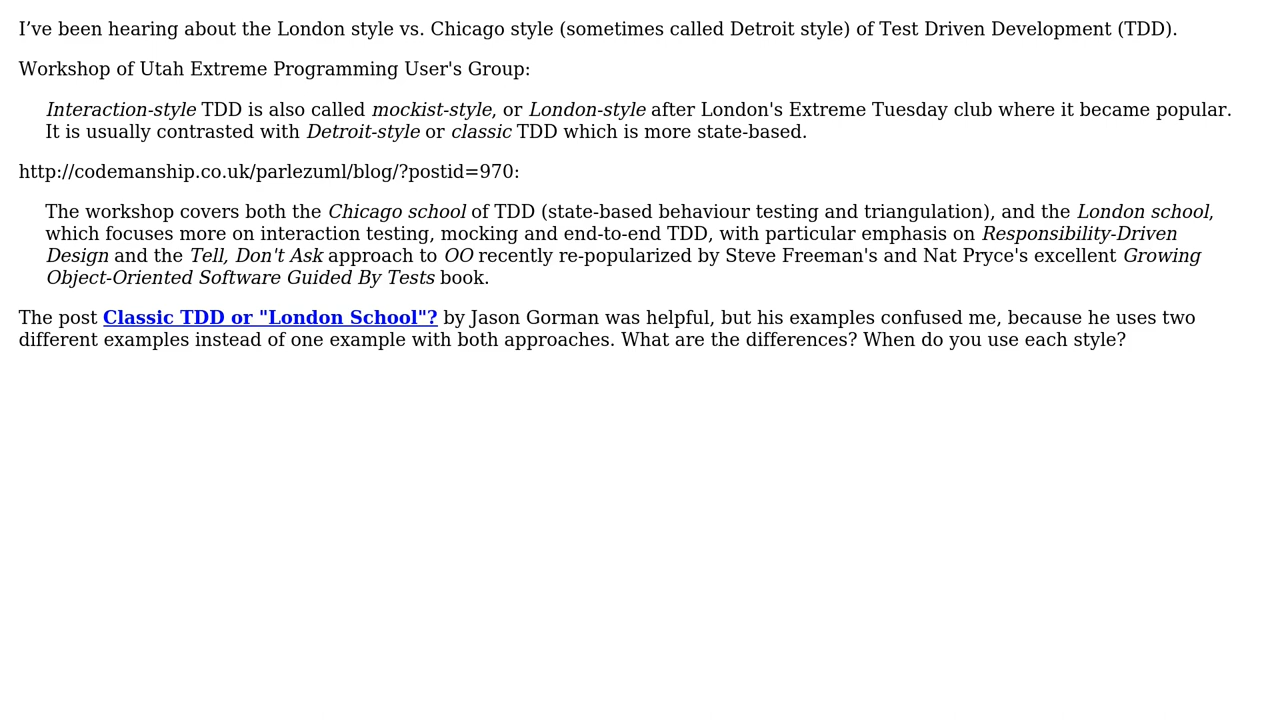 I’ve been hearing about the London style vs. Chicago style (sometimes called Detroit style) of Test Driven Development (TDD).
Workshop of Utah Extreme Programming User's Group:
Interaction-style TDD is also called mockist-style, or London-style after London's Extreme Tuesday club where it became popular.
It is usually contrasted with Detroit-style or classic TDD which is more state-based.
http://codemanship.co.uk/parlezuml/blog/?postid=970:
The workshop covers both the Chicago school of TDD (state-based behaviour testing and triangulation), and the London school,
which focuses more on interaction testing, mocking and end-to-end TDD, with particular emphasis on Responsibility-Driven
Design and the Tell, Don't Ask approach to OO recently re-popularized by Steve Freeman's and Nat Pryce's excellent Growing
Object-Oriented Software Guided By Tests book.
The post Classic TDD or "London School"? by Jason Gorman was helpful, but his examples confused me, because he uses two
different examples instead of one example with both approaches. What are the differences? When do you use each style?